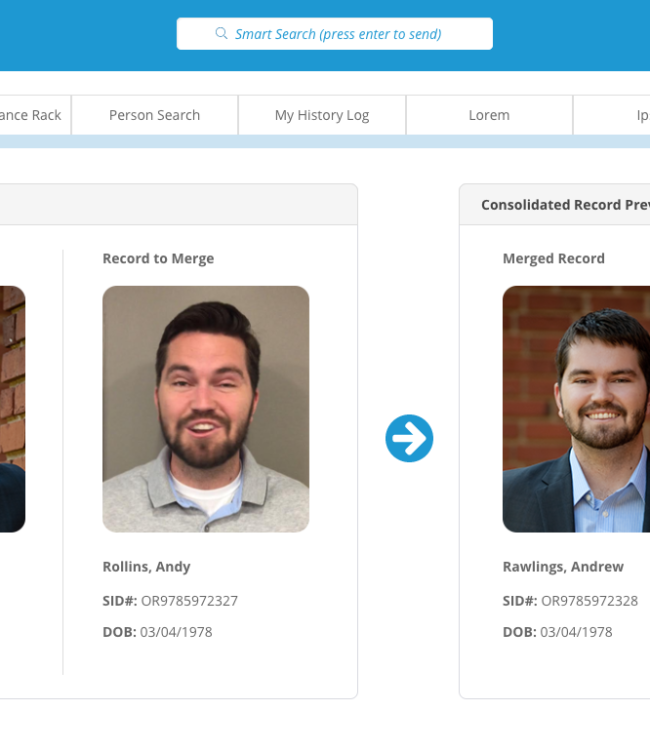 Smart Search (press enter to send)
ance Rack
Person Search
My History Log
Lorem
Ip
Consolidated Record Prev
Record to Merge
Merged Record
Rollins, Andy
SID#: OR9785972327
DOB: 03/04/1978
Rawlings, Andrew
SID#: OR9785972328
DOB: 03/04/1978